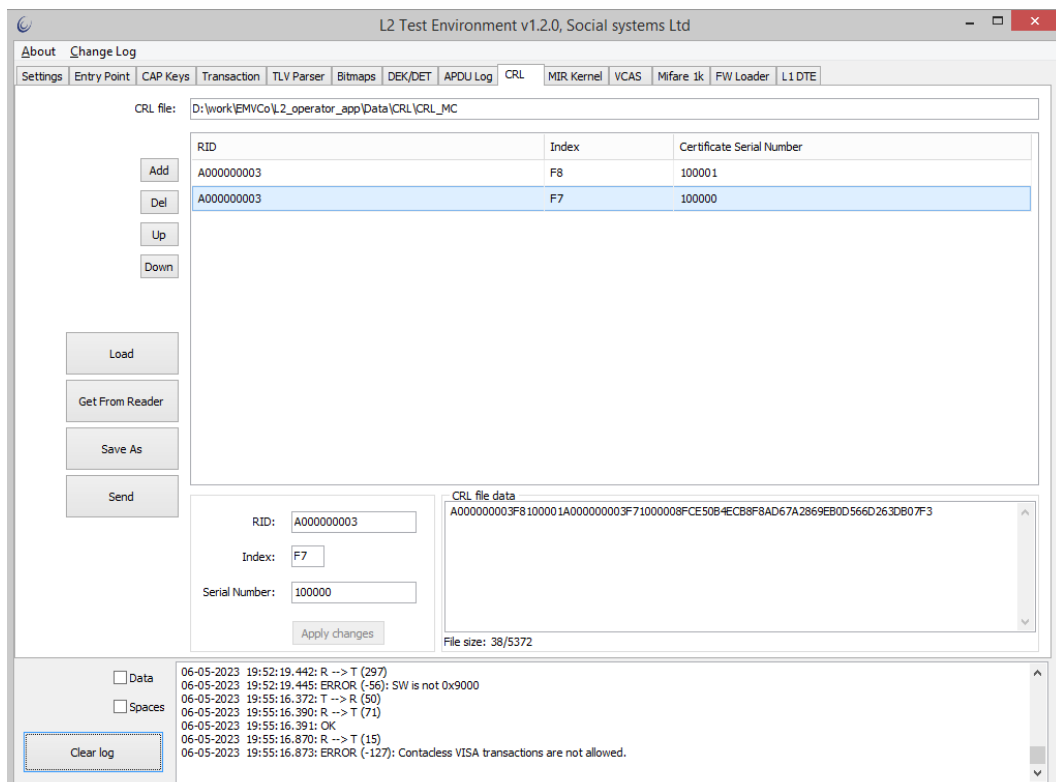 L2 Test Environment v1.2.0, Social systems Ltd
About Change Log
Settings Entry Point CAP Keys Transaction TLV Parser Bitmaps DEK/DET APDU Log CRL MIR Kernel VCAS Mifare 1k FW Loader L1 DTE
CRL file: D:\work\EMVCo\L2_operator_app\Data\CRL\CRL_MC
RID Index Certificate Serial Number
A000000003 F8 100001
A000000003 F7 100000
Add
Del
Up
Down
Load
Get From Reader
Save As
Send
RID: A000000003
Index: F7
Serial Number: 100000
Apply changes
CRL file data
A000000003F8100001A000000003F71000008FCE50B4ECB8F8AD67A2869EB0D566D263DB07F3
File size: 38/5372
Data
Spaces
Clear log
06-05-2023 19:52:19.442: R --> T (297)
06-05-2023 19:52:19.445: ERROR (-56): SW is not 0x9000
06-05-2023 19:55:16.372: T --> R (50)
06-05-2023 19:55:16.390: R --> T (71)
06-05-2023 19:55:16.391: OK
06-05-2023 19:55:16.870: R --> T (15)
06-05-2023 19:55:16.873: ERROR (-127): Contacless VISA transactions are not allowed.